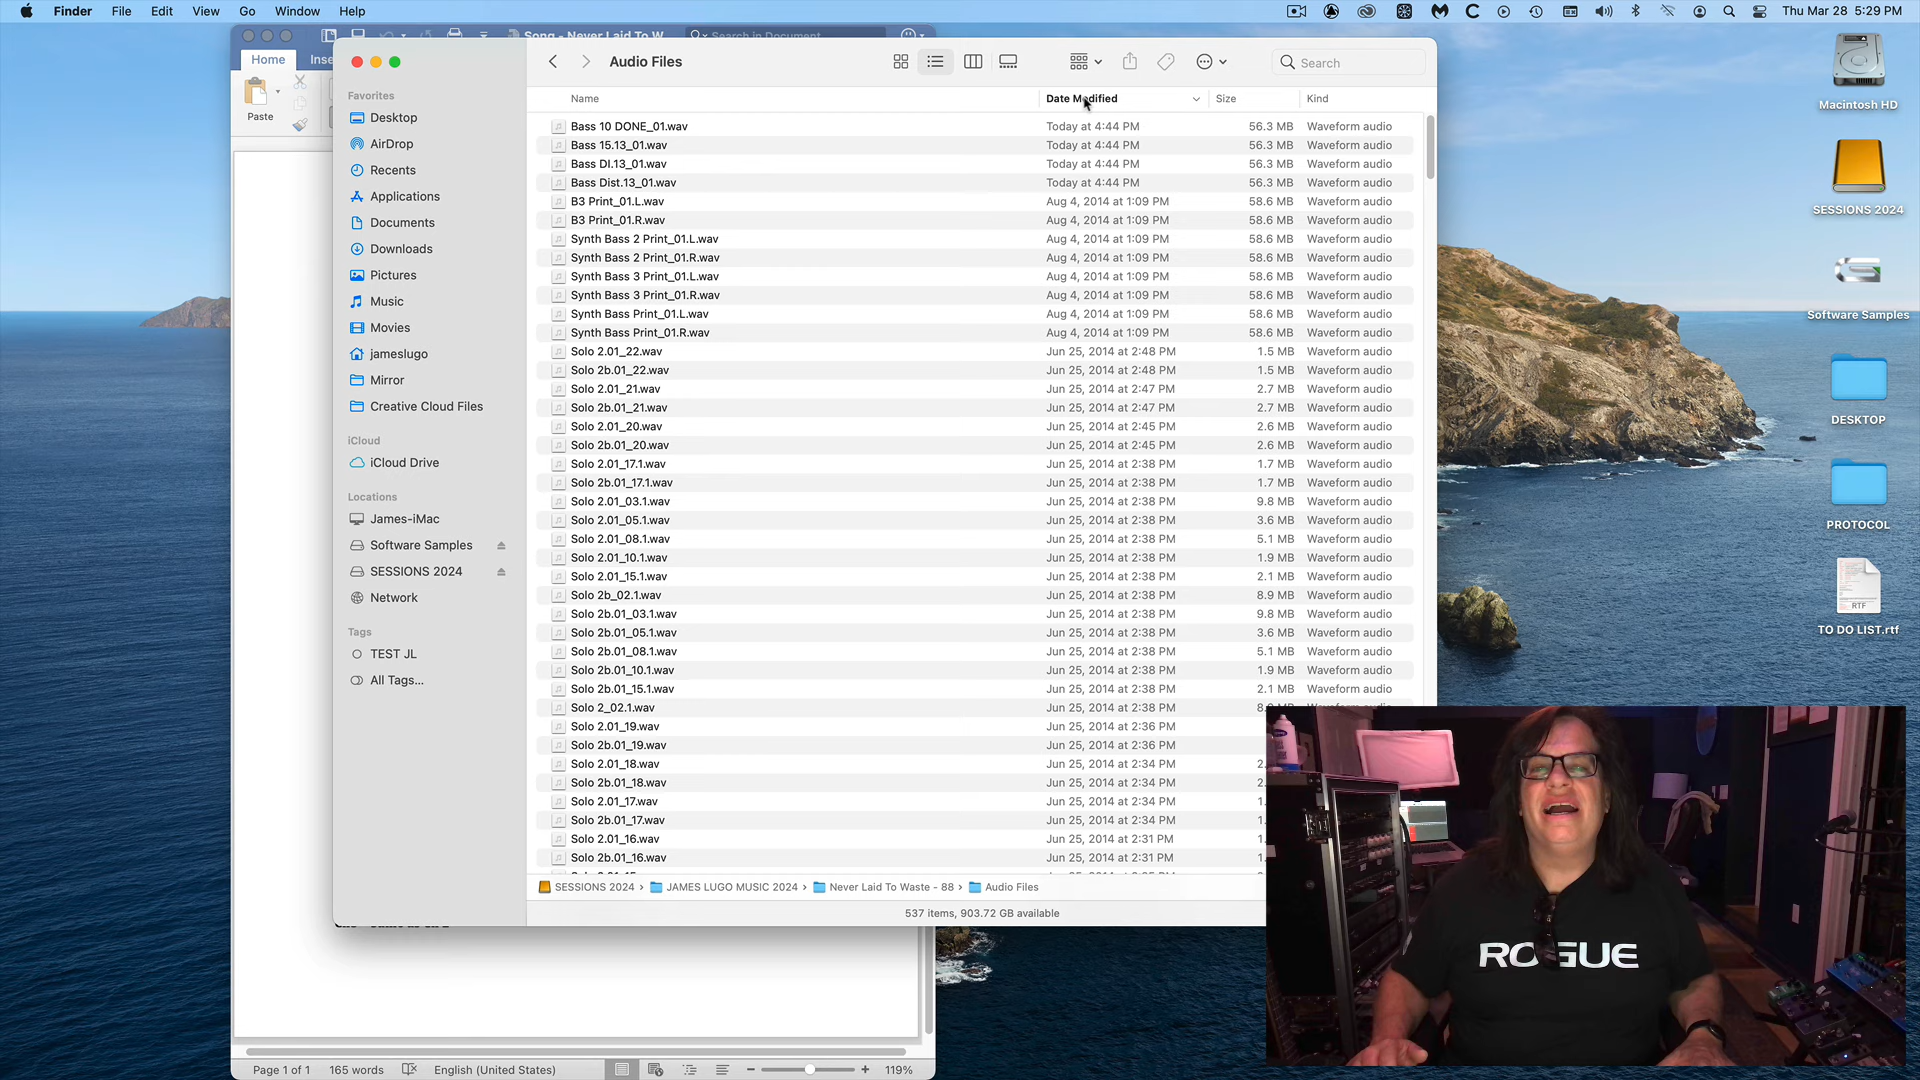 Finder File Edit View Go Window Help
Thu Mar 28 5:29 PM
Song - Never Laid To W
Search in Document
Home Inse
Paste
Audio Files
Search
Name Date Modified Size Kind
Favorites
Desktop
AirDrop
Recents
Applications
Documents
Downloads
Pictures
Music
Movies
jameslugo
Mirror
Creative Cloud Files
iCloud
iCloud Drive
Locations
James-iMac
Software Samples
SESSIONS 2024
Network
Tags
TEST JL
All Tags...
Bass 10 DONE_01.wav Today at 4:44 PM 56.3 MB Waveform audio
Bass 15.13_01.wav Today at 4:44 PM 56.3 MB Waveform audio
Bass DI.13_01.wav Today at 4:44 PM 56.3 MB Waveform audio
Bass Dist.13_01.wav Today at 4:44 PM 56.3 MB Waveform audio
B3 Print_01.L.wav Aug 4, 2014 at 1:09 PM 58.6 MB Waveform audio
B3 Print_01.R.wav Aug 4, 2014 at 1:09 PM 58.6 MB Waveform audio
Synth Bass 2 Print_01.L.wav Aug 4, 2014 at 1:09 PM 58.6 MB Waveform audio
Synth Bass 2 Print_01.R.wav Aug 4, 2014 at 1:09 PM 58.6 MB Waveform audio
Synth Bass 3 Print_01.L.wav Aug 4, 2014 at 1:09 PM 58.6 MB Waveform audio
Synth Bass 3 Print_01.R.wav Aug 4, 2014 at 1:09 PM 58.6 MB Waveform audio
Synth Bass Print_01.L.wav Aug 4, 2014 at 1:09 PM 58.6 MB Waveform audio
Synth Bass Print_01.R.wav Aug 4, 2014 at 1:09 PM 58.6 MB Waveform audio
Solo 2.01_22.wav Jun 25, 2014 at 2:48 PM 1.5 MB Waveform audio
Solo 2b.01_22.wav Jun 25, 2014 at 2:48 PM 1.5 MB Waveform audio
Solo 2.01_21.wav Jun 25, 2014 at 2:47 PM 2.7 MB Waveform audio
Solo 2b.01_21.wav Jun 25, 2014 at 2:47 PM 2.7 MB Waveform audio
Solo 2.01_20.wav Jun 25, 2014 at 2:45 PM 2.6 MB Waveform audio
Solo 2b.01_20.wav Jun 25, 2014 at 2:45 PM 2.6 MB Waveform audio
Solo 2.01_17.1.wav Jun 25, 2014 at 2:38 PM 1.7 MB Waveform audio
Solo 2b.01_17.1.wav Jun 25, 2014 at 2:38 PM 1.7 MB Waveform audio
Solo 2.01_03.1.wav Jun 25, 2014 at 2:38 PM 9.8 MB Waveform audio
Solo 2.01_05.1.wav Jun 25, 2014 at 2:38 PM 3.6 MB Waveform audio
Solo 2.01_08.1.wav Jun 25, 2014 at 2:38 PM 5.1 MB Waveform audio
Solo 2.01_10.1.wav Jun 25, 2014 at 2:38 PM 1.9 MB Waveform audio
Solo 2.01_15.1.wav Jun 25, 2014 at 2:38 PM 2.1 MB Waveform audio
Solo 2b_02.1.wav Jun 25, 2014 at 2:38 PM 8.9 MB Waveform audio
Solo 2b.01_03.1.wav Jun 25, 2014 at 2:38 PM 9.8 MB Waveform audio
Solo 2b.01_05.1.wav Jun 25, 2014 at 2:38 PM 3.6 MB Waveform audio
Solo 2b.01_08.1.wav Jun 25, 2014 at 2:38 PM 5.1 MB Waveform audio
Solo 2b.01_10.1.wav Jun 25, 2014 at 2:38 PM 1.9 MB Waveform audio
Solo 2b.01_15.1.wav Jun 25, 2014 at 2:38 PM 2.1 MB Waveform audio
Solo 2_02.1.wav Jun 25, 2014 at 2:38 PM Waveform audio
Solo 2.01_19.wav Jun 25, 2014 at 2:36 PM
Solo 2b.01_19.wav Jun 25, 2014 at 2:36 PM
Solo 2.01_18.wav Jun 25, 2014 at 2:34 PM 2.
Solo 2b.01_18.wav Jun 25, 2014 at 2:34 PM 2.
Solo 2.01_17.wav Jun 25, 2014 at 2:34 PM 1.
Solo 2b.01_17.wav Jun 25, 2014 at 2:34 PM 1.
Solo 2.01_16.wav Jun 25, 2014 at 2:31 PM 1.
Solo 2b.01_16.wav Jun 25, 2014 at 2:31 PM 1.
SESSIONS 2024 › JAMES LUGO MUSIC 2024 › Never Laid To Waste - 88 › Audio Files
537 items, 903.72 GB available
Page 1 of 1 165 words English (United States) 119%
Macintosh HD
SESSIONS 2024
Software Samples
DESKTOP
PROTOCOL
RTF
TO DO LIST.rtf
ROGUE